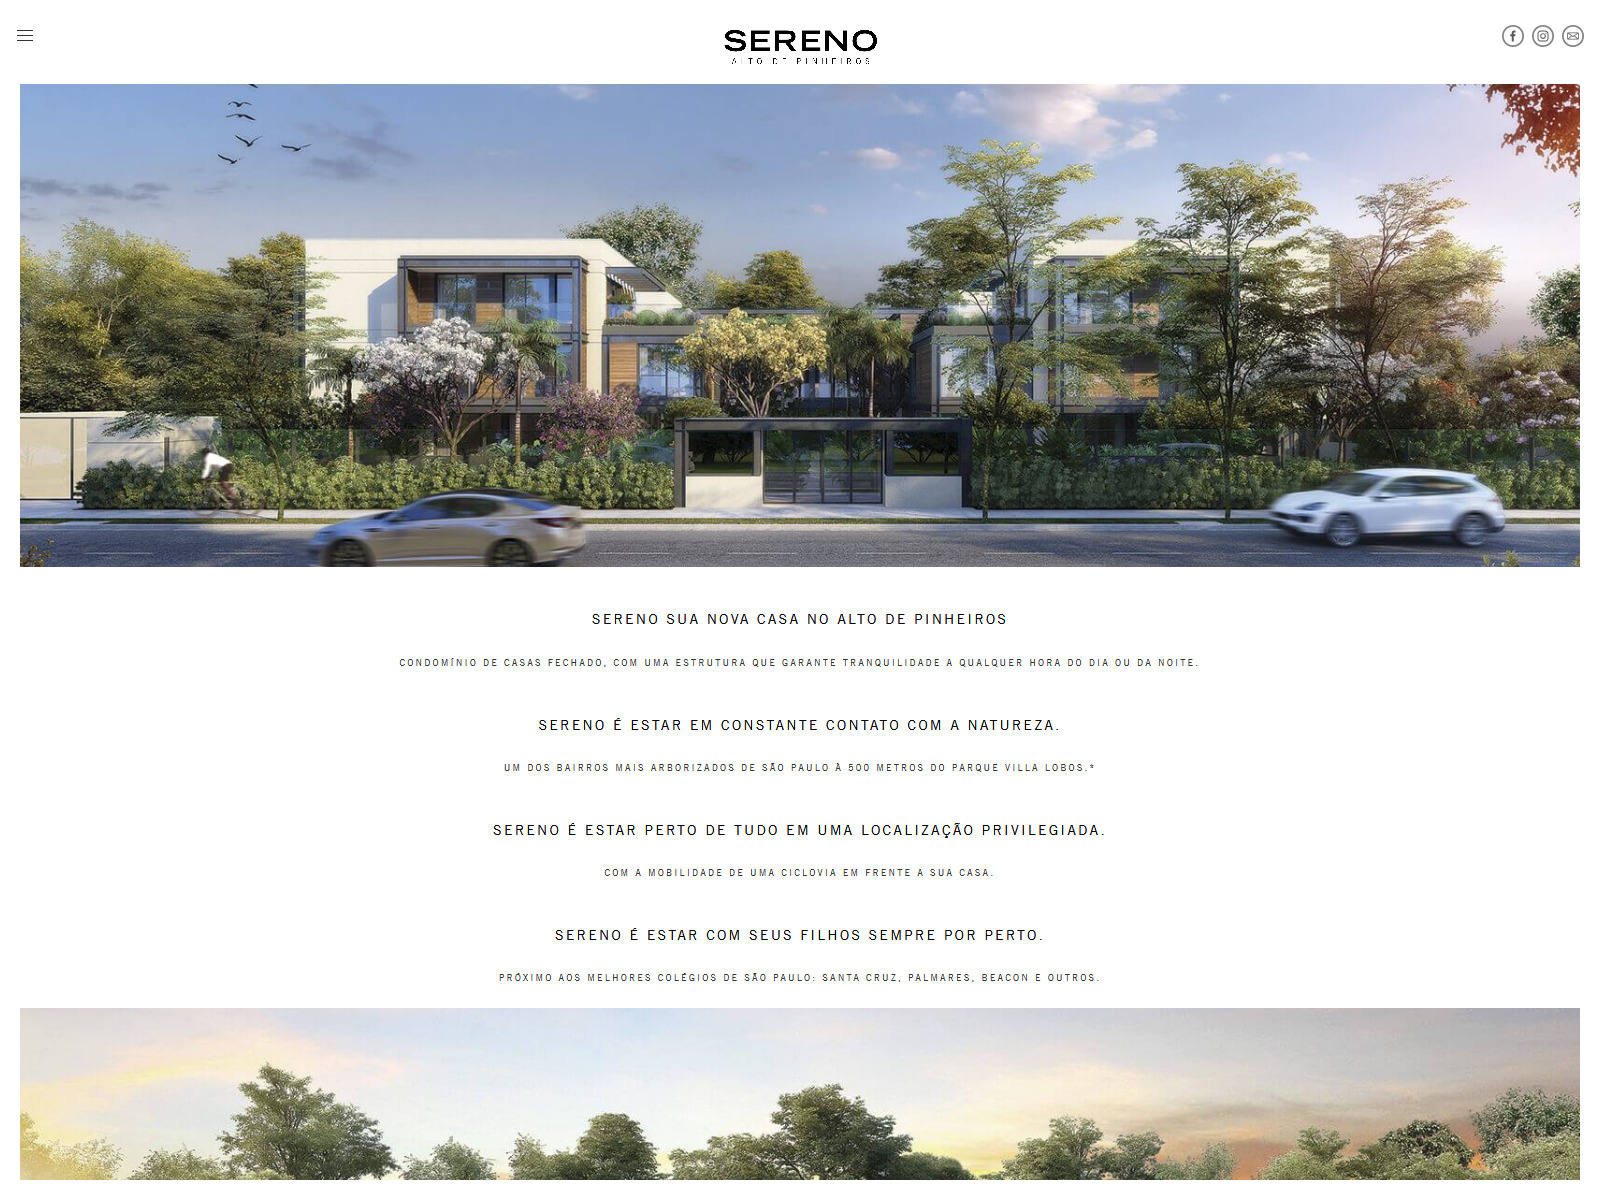 SERENO
ALTO DE PINHEIROS
SERENO SUA NOVA CASA NO ALTO DE PINHEIROS
CONDOMÍNIO DE CASAS FECHADO, COM UMA ESTRUTURA QUE GARANTE TRANQUILIDADE A QUALQUER HORA DO DIA OU DA NOITE.
SERENO É ESTAR EM CONSTANTE CONTATO COM A NATUREZA.
UM DOS BAIRROS MAIS ARBORIZADOS DE SÃO PAULO À 500 METROS DO PARQUE VILLA LOBOS.*
SERENO É ESTAR PERTO DE TUDO EM UMA LOCALIZAÇÃO PRIVILEGIADA.
COM A MOBILIDADE DE UMA CICLOVIA EM FRENTE A SUA CASA.
SERENO É ESTAR COM SEUS FILHOS SEMPRE POR PERTO.
PRÓXIMO AOS MELHORES COLÉGIOS DE SÃO PAULO: SANTA CRUZ, PALMARES, BEACON E OUTROS.